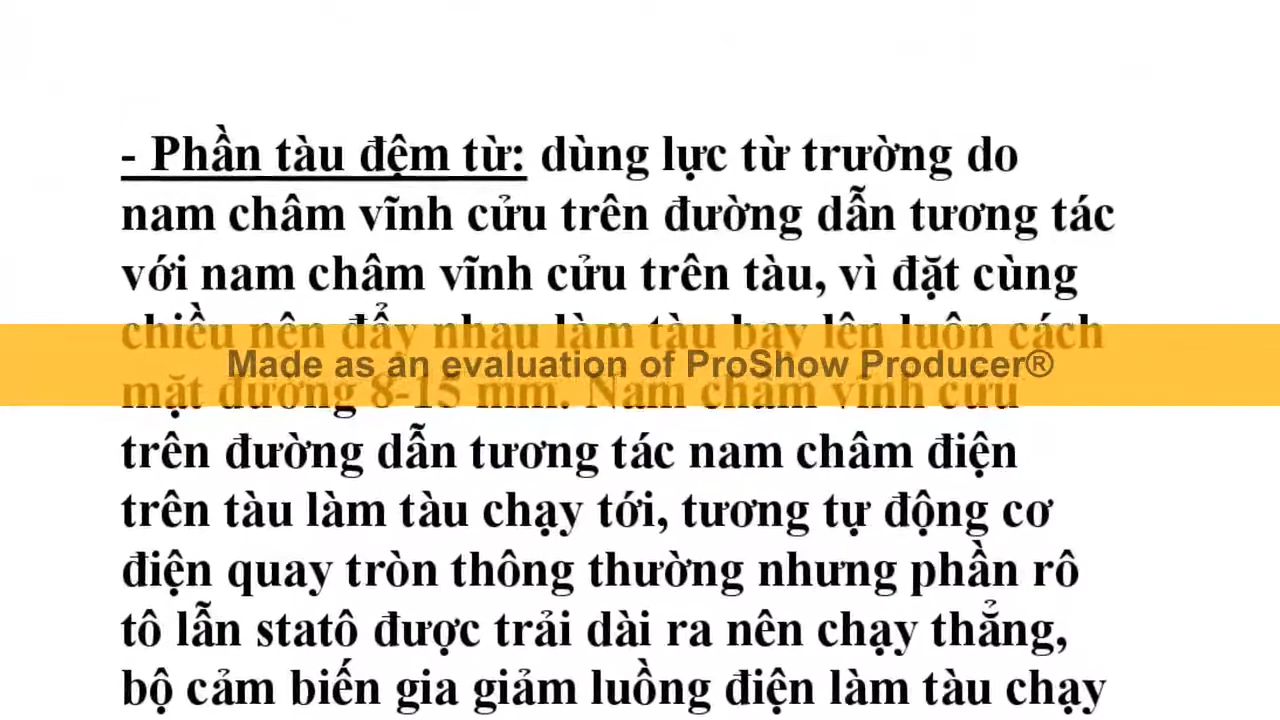 - Phần tàu đệm từ: dùng lực từ trường do
nam châm vĩnh cửu trên đường dẫn tương tác
với nam châm vĩnh cửu trên tàu, vì đặt cùng
chiều nên đẩy nhau làm tàu bay lên luôn cách
Made as an evaluation of ProShow Producer®
mặt đường 8-15 mm. Nam châm vĩnh cửu
trên đường dẫn tương tác nam châm điện
trên tàu làm tàu chạy tới, tương tự động cơ
điện quay tròn thông thường nhưng phần rô
tô lẫn statô được trải dài ra nên chạy thẳng,
bộ cảm biến gia giảm luồng điện làm tàu chạy